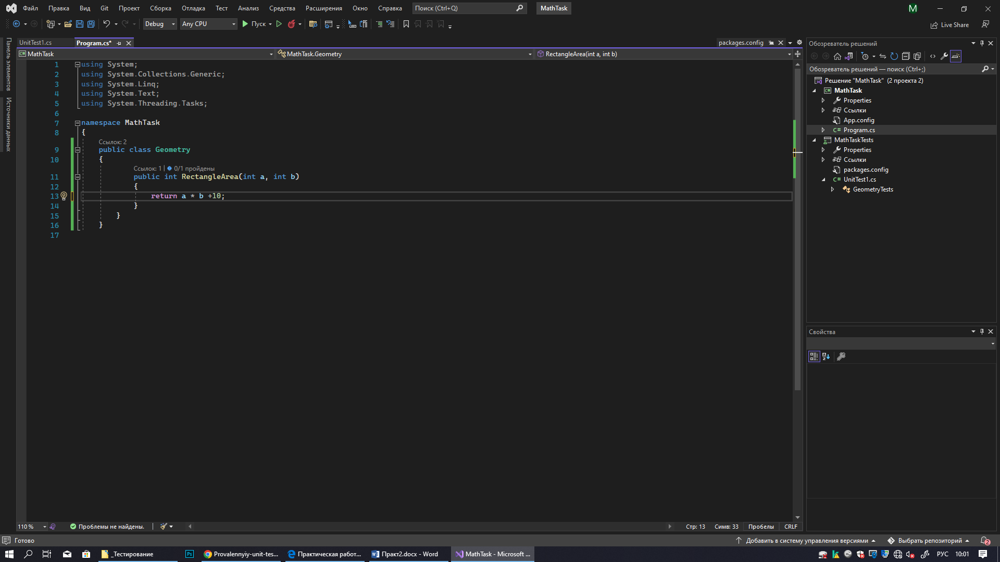 Файл Правка Вид Git Проект Сборка Отладка Тест Анализ Средства Расширения Окно Справка Поиск (Ctrl+Q) MathTask M
Debug Any CPU Пуск Live Share
UnitTest1.cs Program.cs* packages.config
MathTask MathTask.Geometry RectangleArea(int a, int b)
Панель элементов
Источники данных
1 using System;
2 using System.Collections.Generic;
3 using System.Linq;
4 using System.Text;
5 using System.Threading.Tasks;
6
7 namespace MathTask
8 {
Ссылок: 2
9 public class Geometry
10 {
Ссылок: 1 | 0/1 пройдены
11 public int RectangleArea(int a, int b)
12 {
13 return a * b +10;
14 }
15 }
16 }
17
110 % Проблемы не найдены. Стр: 13 Симв: 33 Пробелы CRLF
Обозреватель решений
Обозреватель решений — поиск (Ctrl+;)
Решение "MathTask" (2 проекта 2)
MathTask
Properties
Ссылки
App.config
C# Program.cs
MathTaskTests
Properties
Ссылки
packages.config
C# UnitTest1.cs
GeometryTests
Свойства
Готово Добавить в систему управления версиями Выбрать репозиторий 2
_Тестирование Ps Provalennyiy-unit-tes... Практическая работ... Практ2.docx - Word MathTask - Microsoft ... РУС 10:01